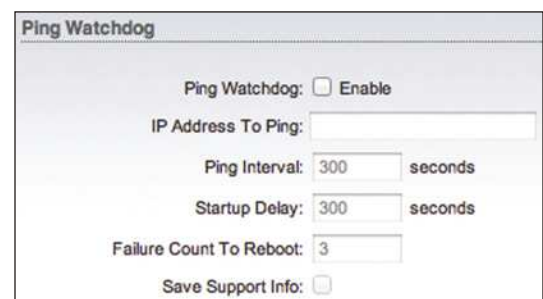 Ping Watchdog
Ping Watchdog: Enable
IP Address To Ping:
Ping Interval: 300 seconds
Startup Delay: 300 seconds
Failure Count To Reboot: 3
Save Support Info: